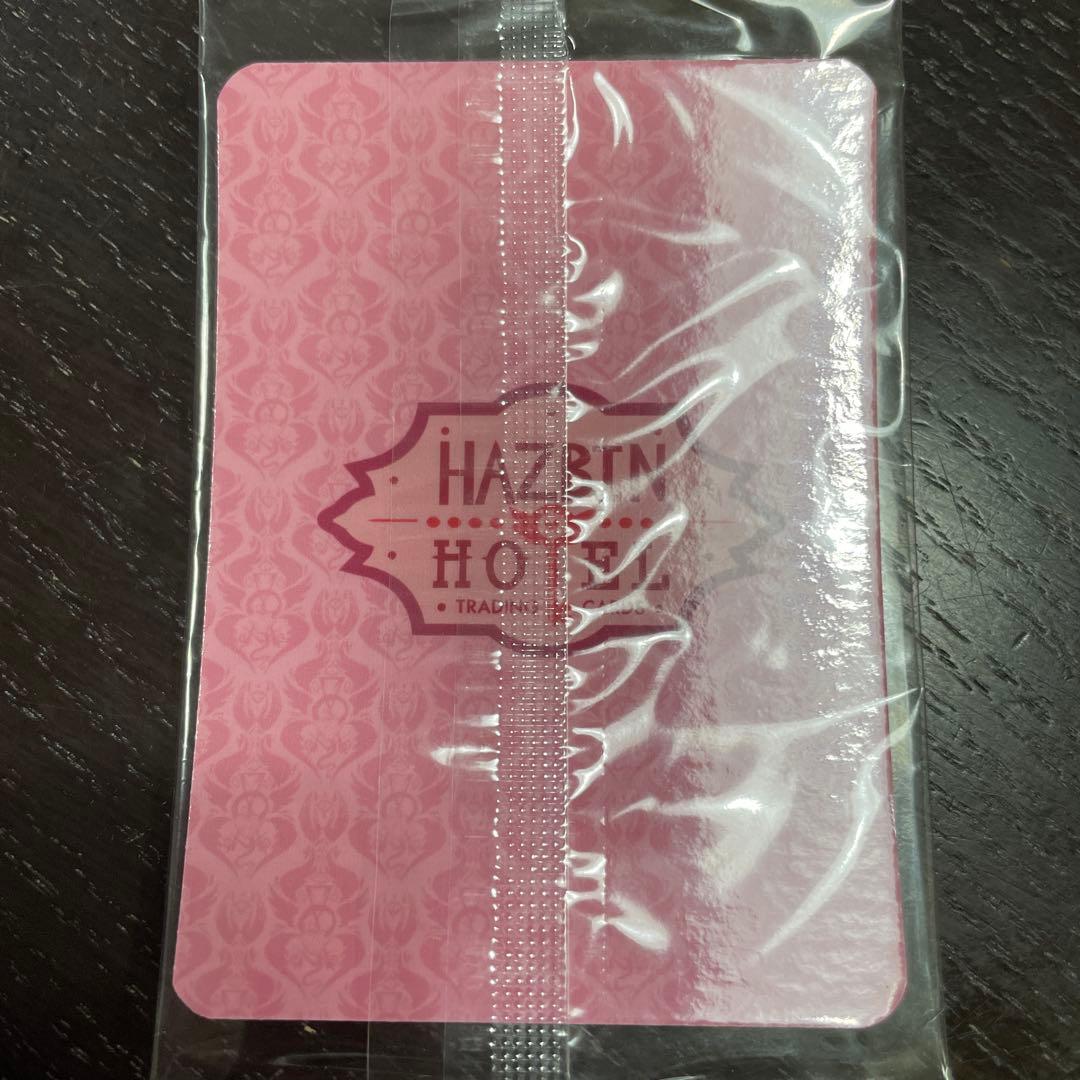 HAZBIN
HOTEL
• TRADING CARDS •